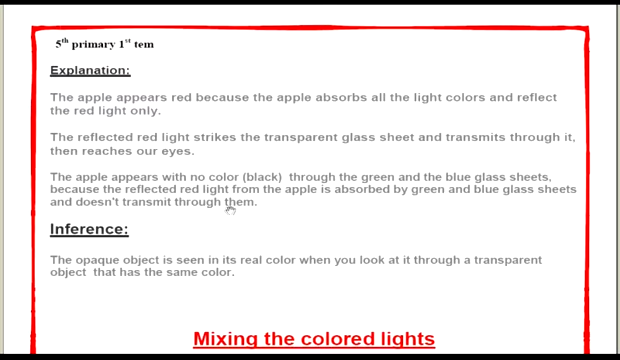 5th primary 1st tem
Explanation:
The apple appears red because the apple absorbs all the light colors and reflect
the red light only.
The reflected red light strikes the transparent glass sheet and transmits through it,
then reaches our eyes.
The apple appears with no color (black) through the green and the blue glass sheets,
because the reflected red light from the apple is absorbed by green and blue glass sheets
and doesn't transmit through them.
Inference:
The opaque object is seen in its real color when you look at it through a transparent
object that has the same color.
Mixing the colored lights